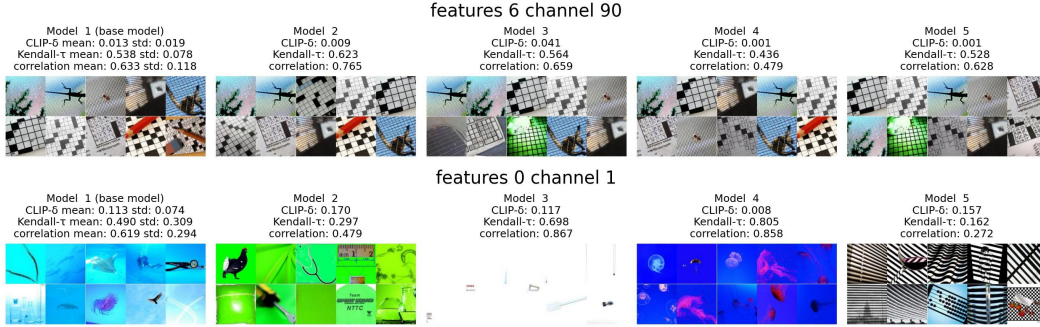 features 6 channel 90
Model 1 (base model)
CLIP-δ mean: 0.013 std: 0.019
Kendall-τ mean: 0.538 std: 0.078
correlation mean: 0.633 std: 0.118
Model 2
CLIP-δ: 0.009
Kendall-τ: 0.623
correlation: 0.765
Model 3
CLIP-δ: 0.041
Kendall-τ: 0.564
correlation: 0.659
Model 4
CLIP-δ: 0.001
Kendall-τ: 0.436
correlation: 0.479
Model 5
CLIP-δ: 0.001
Kendall-τ: 0.528
correlation: 0.628
features 0 channel 1
Model 1 (base model)
CLIP-δ mean: 0.113 std: 0.074
Kendall-τ mean: 0.490 std: 0.309
correlation mean: 0.619 std: 0.294
Model 2
CLIP-δ: 0.170
Kendall-τ: 0.297
correlation: 0.479
1 2
Team
NTTC
Model 3
CLIP-δ: 0.117
Kendall-τ: 0.698
correlation: 0.867
Model 4
CLIP-δ: 0.008
Kendall-τ: 0.805
correlation: 0.858
Model 5
CLIP-δ: 0.157
Kendall-τ: 0.162
correlation: 0.272